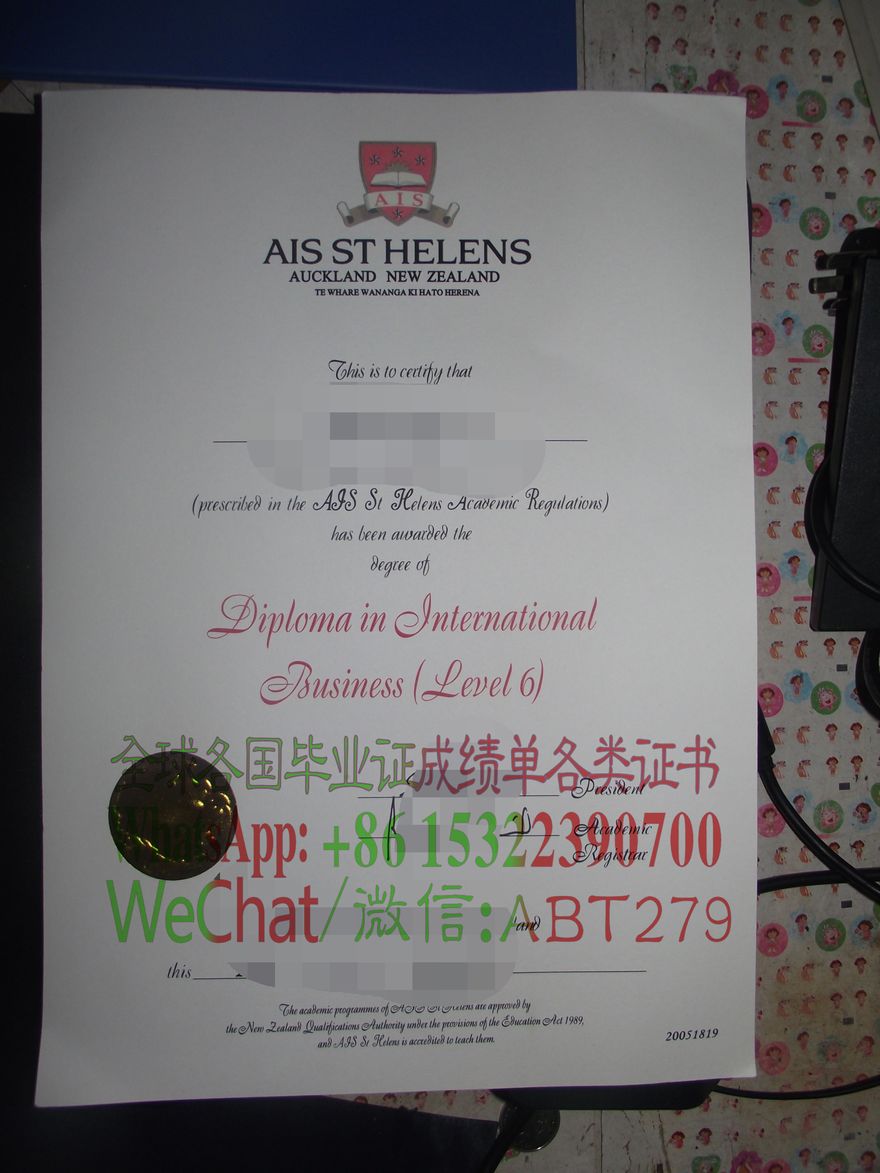 AIS
AIS ST HELENS
AUCKLAND NEW ZEALAND
TE WHARE WANANGA KI HATO HERENA
This is to certify that
(prescribed in the AIS St Helens Academic Regulations)
has been awarded the
degree of
Diploma in International
Business (Level 6)
全球各国毕业证成绩单各类证书
President
WhatsApp: +86 15322390700
Academic
Registrar
WeChat/微信:ABT279
and
this
The academic programmes of AIS St Helens are approved by
the New Zealand Qualifications Authority under the provisions of the Education Act 1989,
and AIS St Helens is accredited to teach them.
20051819